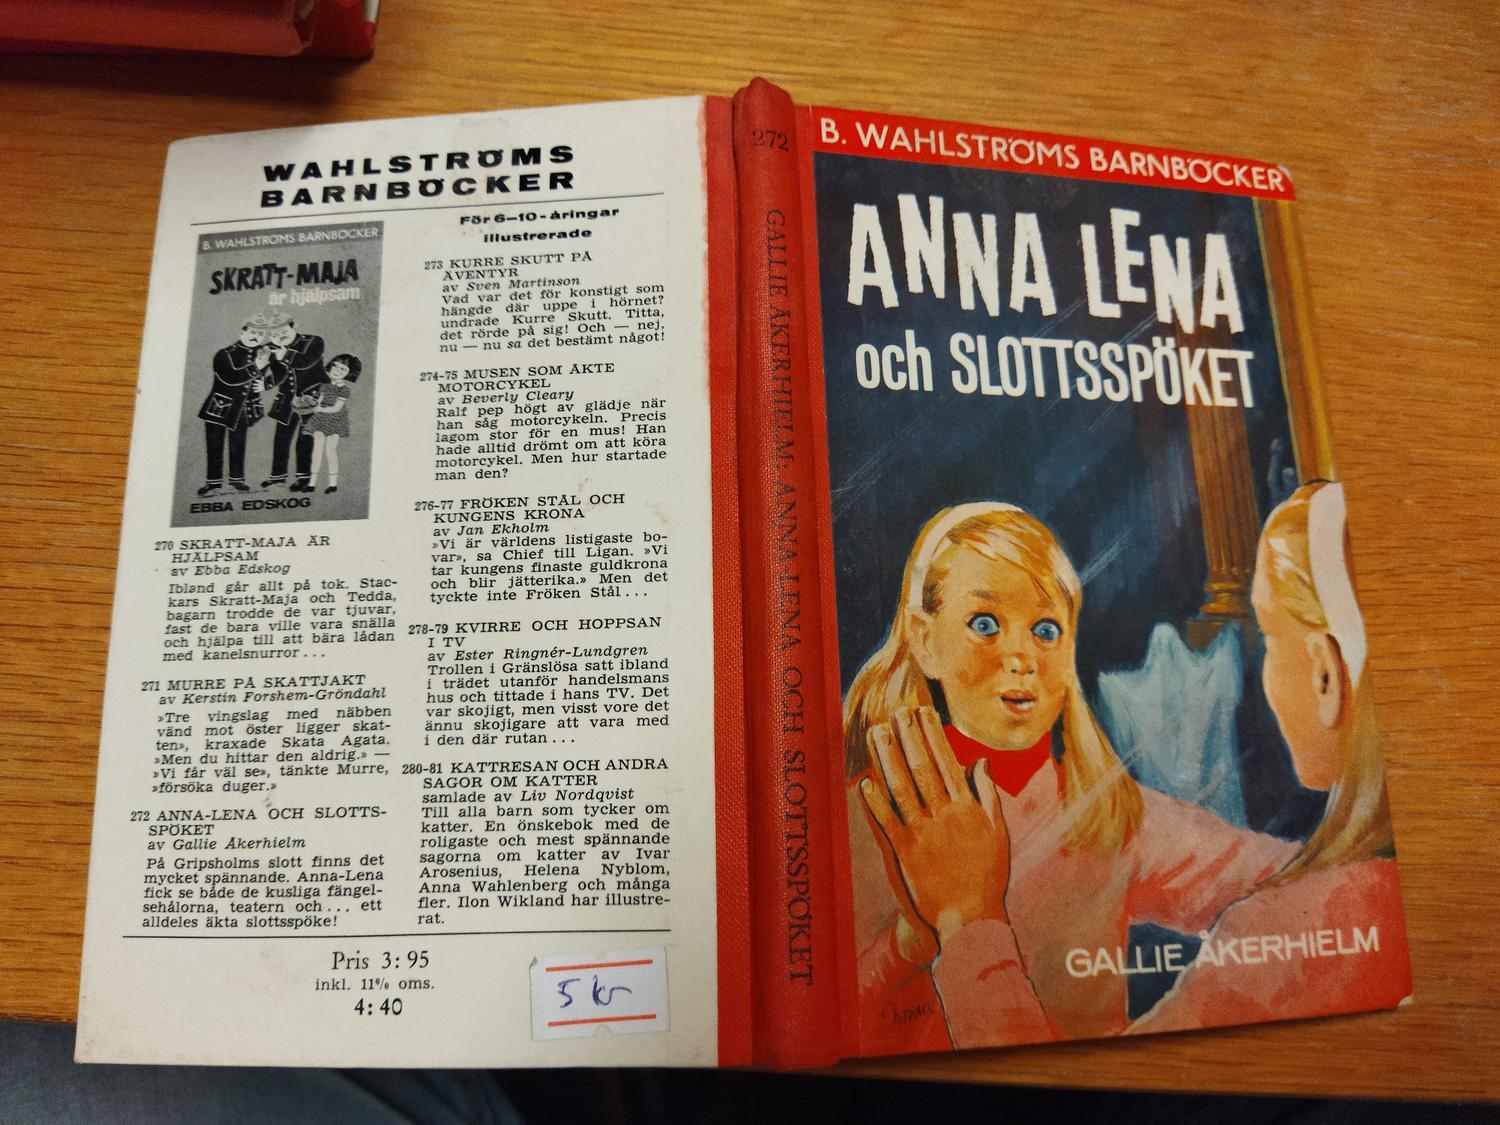 WAHLSTRÖMS
BARNBÖCKER
B. WAHLSTRÖMS BARNBÖCKER
SKRATT-MAJA
är hjälpsam
EBBA EDSKOG
270 SKRATT-MAJA ÄR
HJÄLPSAM
av Ebba Edskog
Ibland går allt på tok. Stac-
kars Skratt-Maja och Tedda,
bagarn trodde de var tjuvar,
fast de bara ville vara snälla
och hjälpa till att bära lådan
med kanelsnurror . . .
271 MURRE PÅ SKATTJAKT
av Kerstin Forshem-Gröndahl
»Tre vingslag med näbben
vänd mot öster ligger skat-
ten», kraxade Skata Agata.
»Men du hittar den aldrig.» —
»Vi får väl se», tänkte Murre,
»försöka duger.»
272 ANNA-LENA OCH SLOTTS-
SPÖKET
av Gallie Åkerhielm
På Gripsholms slott finns det
mycket spännande. Anna-Lena
fick se både de kusliga fängel-
sehålorna, teatern och . . . ett
alldeles äkta slottsspöke!
För 6—10-åringar
illustrerade
273 KURRE SKUTT PÅ
ÄVENTYR
av Sven Martinson
Vad var det för konstigt som
hängde där uppe i hörnet?
undrade Kurre Skutt. Titta,
det rörde på sig! Och — nej,
nu — nu sa det bestämt något!
274-75 MUSEN SOM ÅKTE
MOTORCYKEL
av Beverly Cleary
Ralf pep högt av glädje när
han såg motorcykeln. Precis
lagom stor för en mus! Han
hade alltid drömt om att köra
motorcykel. Men hur startade
man den?
276-77 FRÖKEN STÅL OCH
KUNGENS KRONA
av Jan Ekholm
»Vi är världens listigaste bo-
var», sa Chief till Ligan. »Vi
tar kungens finaste guldkrona
och blir jätterika.» Men det
tyckte inte Fröken Stål . . .
278-79 KVIRRE OCH HOPPSAN
I TV
av Ester Ringnér-Lundgren
Trollen i Gränslösa satt ibland
i trädet utanför handelsmans
hus och tittade i hans TV. Det
var skojigt, men visst vore det
ännu skojigare att vara med
i den där rutan . . .
280-81 KATTRESAN OCH ANDRA
SAGOR OM KATTER
samlade av Liv Nordqvist
Till alla barn som tycker om
katter. En önskebok med de
roligaste och mest spännande
sagorna om katter av Ivar
Arosenius, Helena Nyblom,
Anna Wahlenberg och många
fler. Ilon Wikland har illustre-
rat.
Pris 3: 95
inkl. 11% oms.
4: 40
5 kr
272
GALLIE ÅKERHIELM: ANNA LENA OCH SLOTTSSPÖKET
B. WAHLSTRÖMS BARNBÖCKER
ANNA LENA
och SLOTTSSPÖKET
GALLIE ÅKERHIELM